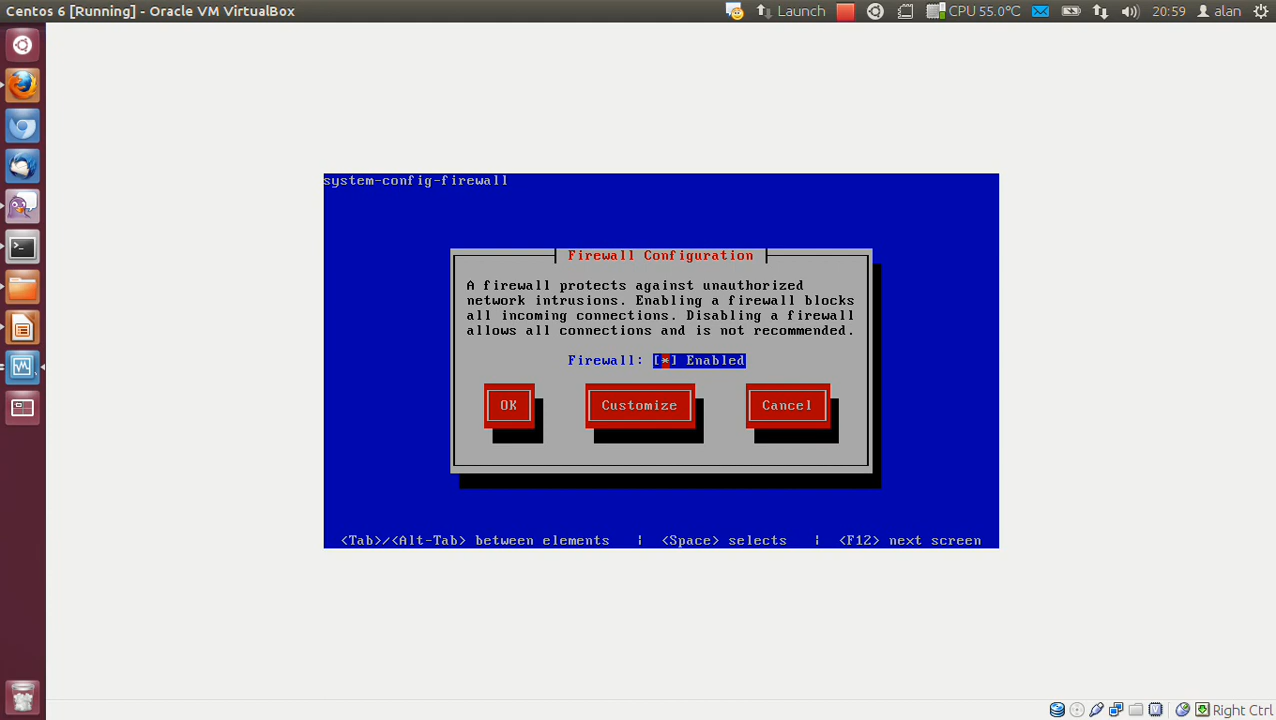 Centos 6 [Running] - Oracle VM VirtualBox
Launch CPU 55.0°C 20:59 alan
system-config-firewall
Firewall Configuration
A firewall protects against unauthorized
network intrusions. Enabling a firewall blocks
all incoming connections. Disabling a firewall
allows all connections and is not recommended.
Firewall: [*] Enabled
OK Customize Cancel
<Tab>/<Alt-Tab> between elements | <Space> selects | <F12> next screen
Right Ctrl